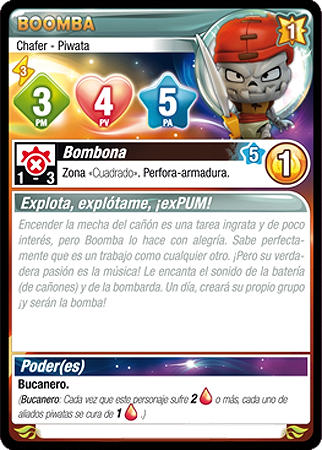 BOOMBA
1
Chafer - Piwata
3
3
PM
4
PV
5
PA
Bombona
1 - 3
Zona «Cuadrado». Perfora-armadura.
5
1
Explota, explótame, ¡exPUM!
Encender la mecha del cañón es una tarea ingrata y de poco
interés, pero Boomba lo hace con alegría. Sabe perfecta-
mente que es un trabajo como cualquier otro. ¡Pero su verda-
dera pasión es la música! Le encanta el sonido de la batería
(de cañones) y de la bombarda. Un día, creará su propio grupo
¡y serán la bomba!
Poder(es)
Bucanero.
(Bucanero: Cada vez que este personaje sufre 2 o más, cada uno de
aliados piwatas se cura de 1 .)